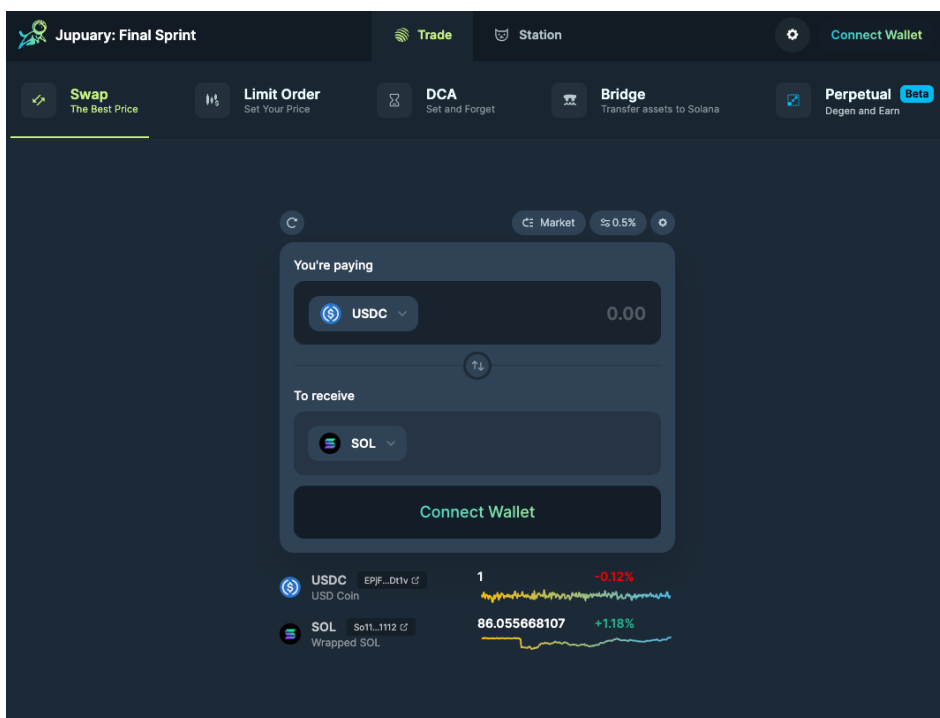 Jupuary: Final Sprint
Trade
Station
Connect Wallet
Swap
The Best Price
Limit Order
Set Your Price
DCA
Set and Forget
Bridge
Transfer assets to Solana
Perpetual Beta
Degen and Earn
Market
0.5%
You're paying
USDC
0.00
To receive
SOL
Connect Wallet
USDC EPjF...Dt1v 1 -0.12%
USD Coin
SOL So11...1112 86.055668107 +1.18%
Wrapped SOL